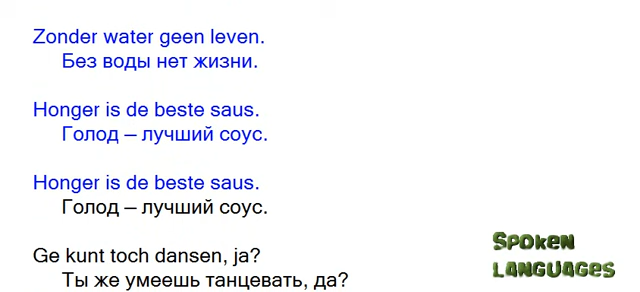 Zonder water geen leven.
Без воды нет жизни.
Honger is de beste saus.
Голод – лучший соус.
Honger is de beste saus.
Голод – лучший соус.
Ge kunt toch dansen, ja?
Ты же умеешь танцевать, да?
Spoken
Languages